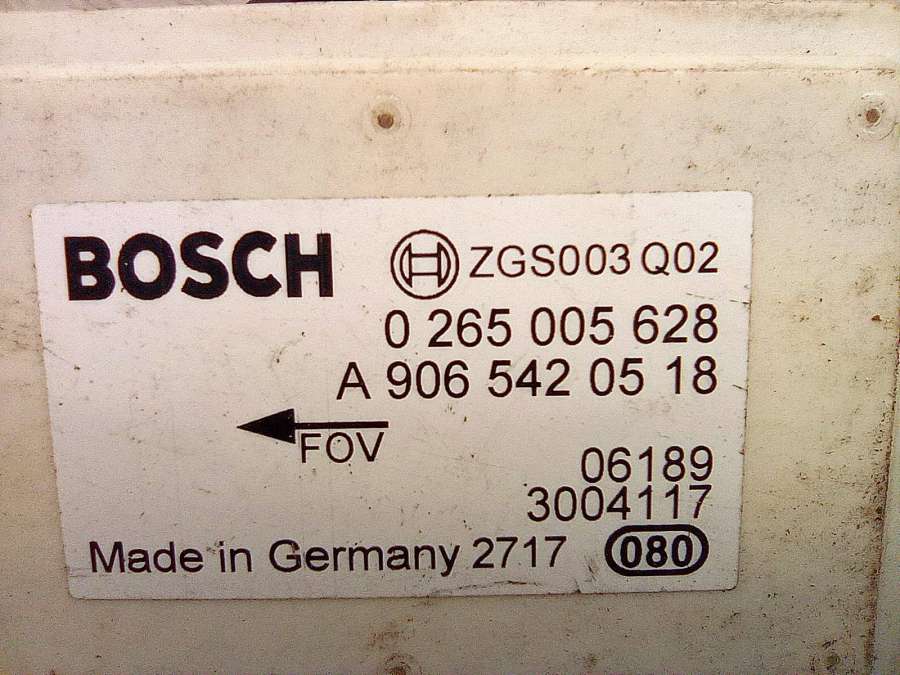 BOSCH ZGS003 Q02
0 265 005 628
A 906 542 05 18
FOV
06189
3004117
Made in Germany 2717 080